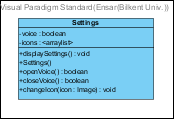 Visual Paradigm Standard(Ensar(Bilkent Univ.))
Settings
-voice : boolean
-icons : <arraylist>
+displaySettings() : void
+Settings()
+openVoice() : boolean
+closeVoice() : boolean
+changeIcon(icon : Image) : void